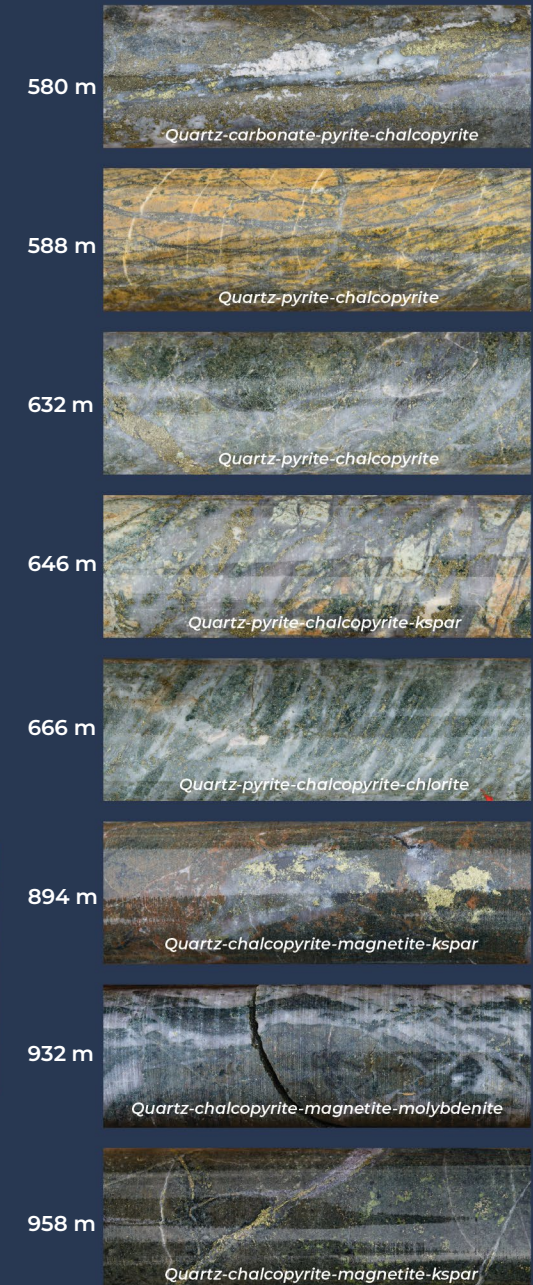 580 m
Quartz-carbonate-pyrite-chalcopyrite
588 m
Quartz-pyrite-chalcopyrite
632 m
Quartz-pyrite-chalcopyrite
646 m
Quartz-pyrite-chalcopyrite-kspar
666 m
Quartz-pyrite-chalcopyrite-chlorite
894 m
Quartz-chalcopyrite-magnetite-kspar
932 m
Quartz-chalcopyrite-magnetite-molybdenite
958 m
Quartz-chalcopyrite-magnetite-kspar